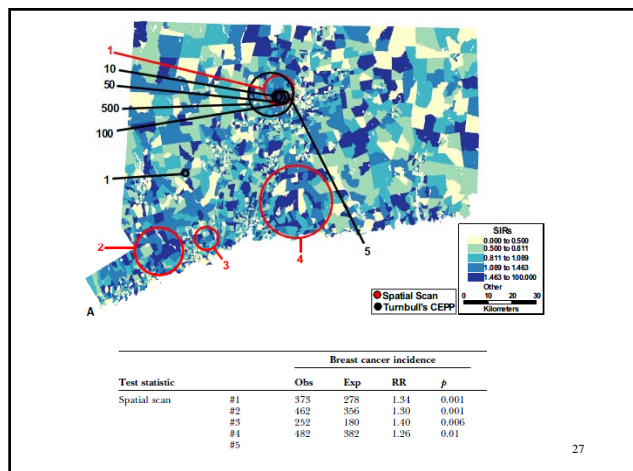 1
10
50
500
100
1
2
3
4
5
A
Spatial Scan
Turnbull's CEPP
SIRs
0.000 to 0.500
0.500 to 0.811
0.811 to 1.089
1.089 to 1.463
1.463 to 100.000
Other
0 10 20 30
Kilometers
Breast cancer incidence
Test statistic Obs Exp RR p
Spatial scan #1 373 278 1.34 0.001
#2 462 356 1.30 0.001
#3 252 180 1.40 0.006
#4 482 382 1.26 0.01
#5
27